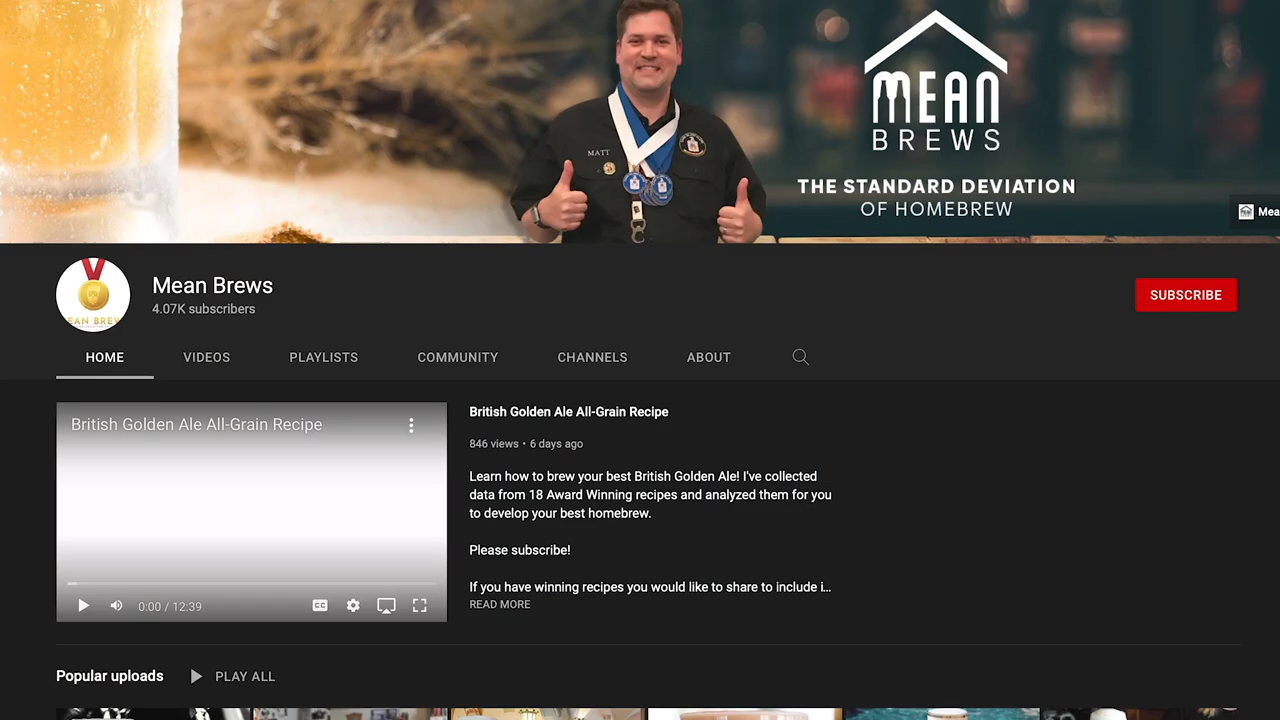 MEAN
BREWS
THE STANDARD DEVIATION
OF HOMEBREW
MATT
Mea
EAN BREW
Mean Brews
4.07K subscribers
SUBSCRIBE
HOME
VIDEOS
PLAYLISTS
COMMUNITY
CHANNELS
ABOUT
British Golden Ale All-Grain Recipe
0:00 / 12:39
CC
British Golden Ale All-Grain Recipe
846 views • 6 days ago
Learn how to brew your best British Golden Ale! I've collected
data from 18 Award Winning recipes and analyzed them for you
to develop your best homebrew.
Please subscribe!
If you have winning recipes you would like to share to include i...
READ MORE
Popular uploads
PLAY ALL